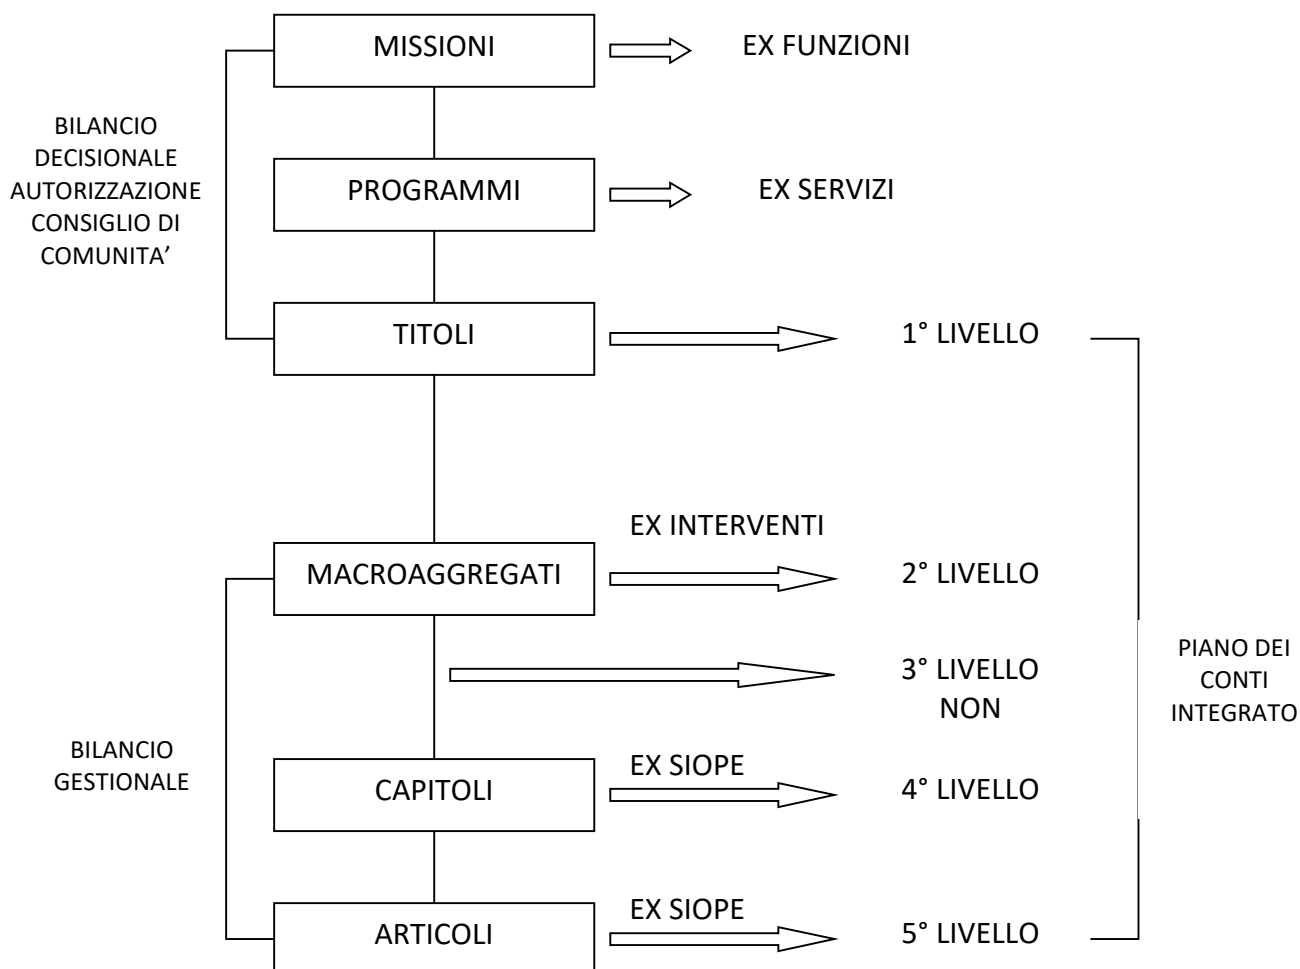 MISSIONI
EX FUNZIONI
BILANCIO
DECISIONALE
AUTORIZZAZIONE
CONSIGLIO DI
COMUNITA’
PROGRAMMI
EX SERVIZI
TITOLI
1° LIVELLO
EX INTERVENTI
MACROAGGREGATI
2° LIVELLO
3° LIVELLO
NON
PIANO DEI
CONTI
INTEGRATO
BILANCIO
GESTIONALE
EX SIOPE
CAPITOLI
4° LIVELLO
EX SIOPE
ARTICOLI
5° LIVELLO